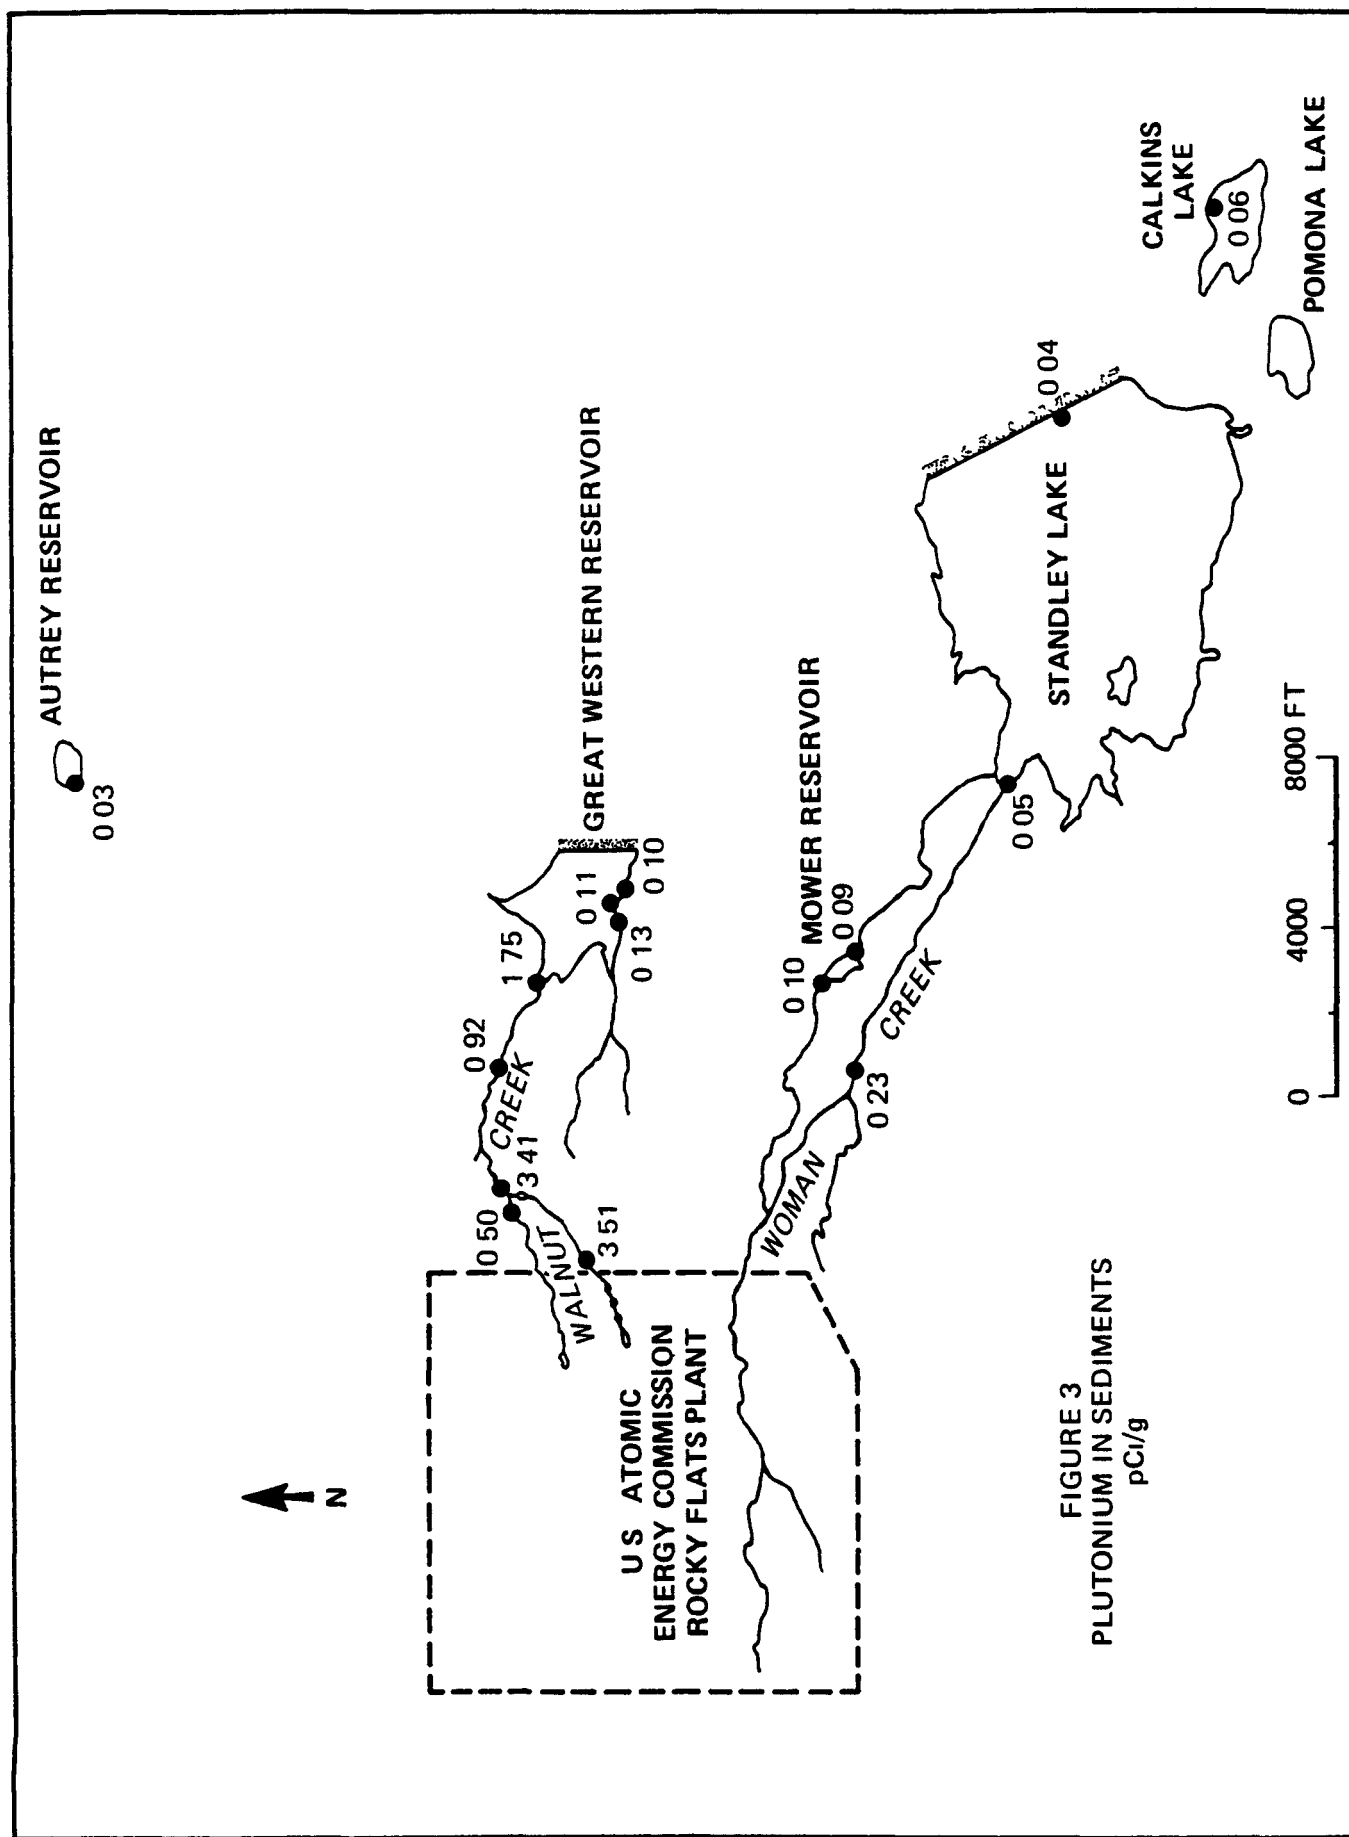 AUTREY RESERVOIR
0 03
GREAT WESTERN RESERVOIR
0 11
0 10
0 13
1 75
0 92
CREEK
3 41
0 50
WALNUT
3 51
U S ATOMIC
ENERGY COMMISSION
ROCKY FLATS PLANT
N
MOWER RESERVOIR
0 09
0 10
CREEK
0 23
WOMAN
0 05
STANDLEY LAKE
0 04
CALKINS
LAKE
0 06
POMONA LAKE
0
4000
8000 FT
FIGURE 3
PLUTONIUM IN SEDIMENTS
pCi/g